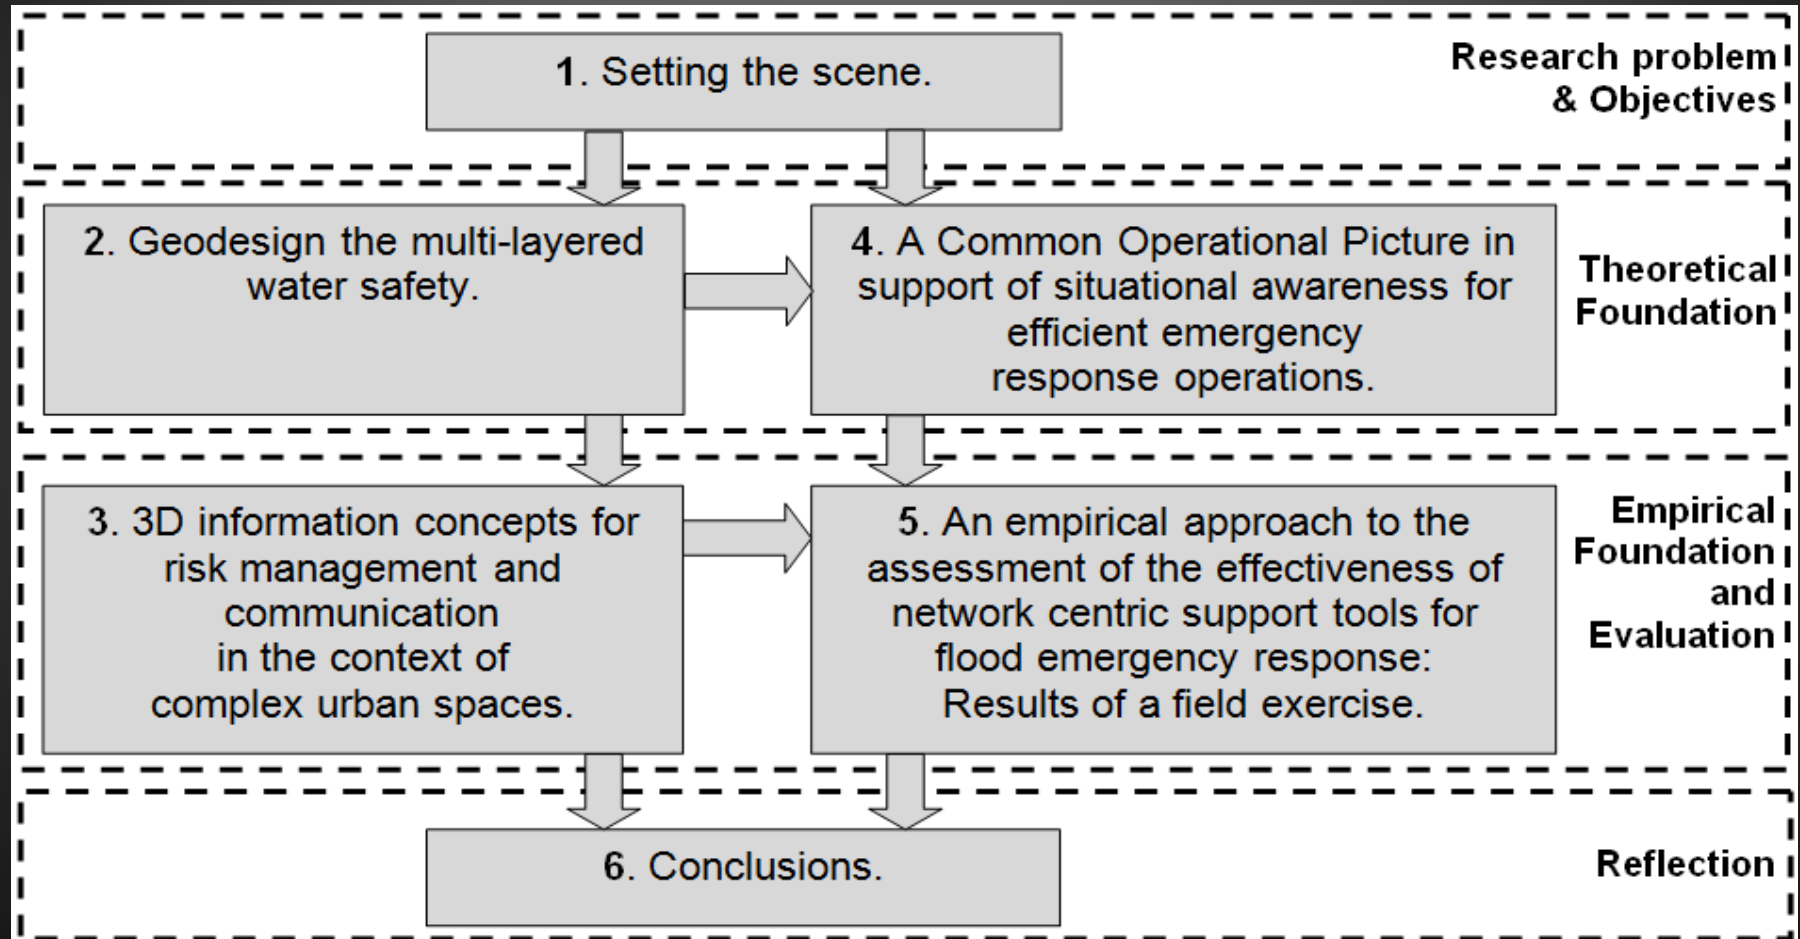 1. Setting the scene.
Research problem
& Objectives
2. Geodesign the multi-layered
water safety.
4. A Common Operational Picture in
support of situational awareness for
efficient emergency
response operations.
Theoretical
Foundation
3. 3D information concepts for
risk management and
communication
in the context of
complex urban spaces.
5. An empirical approach to the
assessment of the effectiveness of
network centric support tools for
flood emergency response:
Results of a field exercise.
Empirical
Foundation
and
Evaluation
6. Conclusions.
Reflection